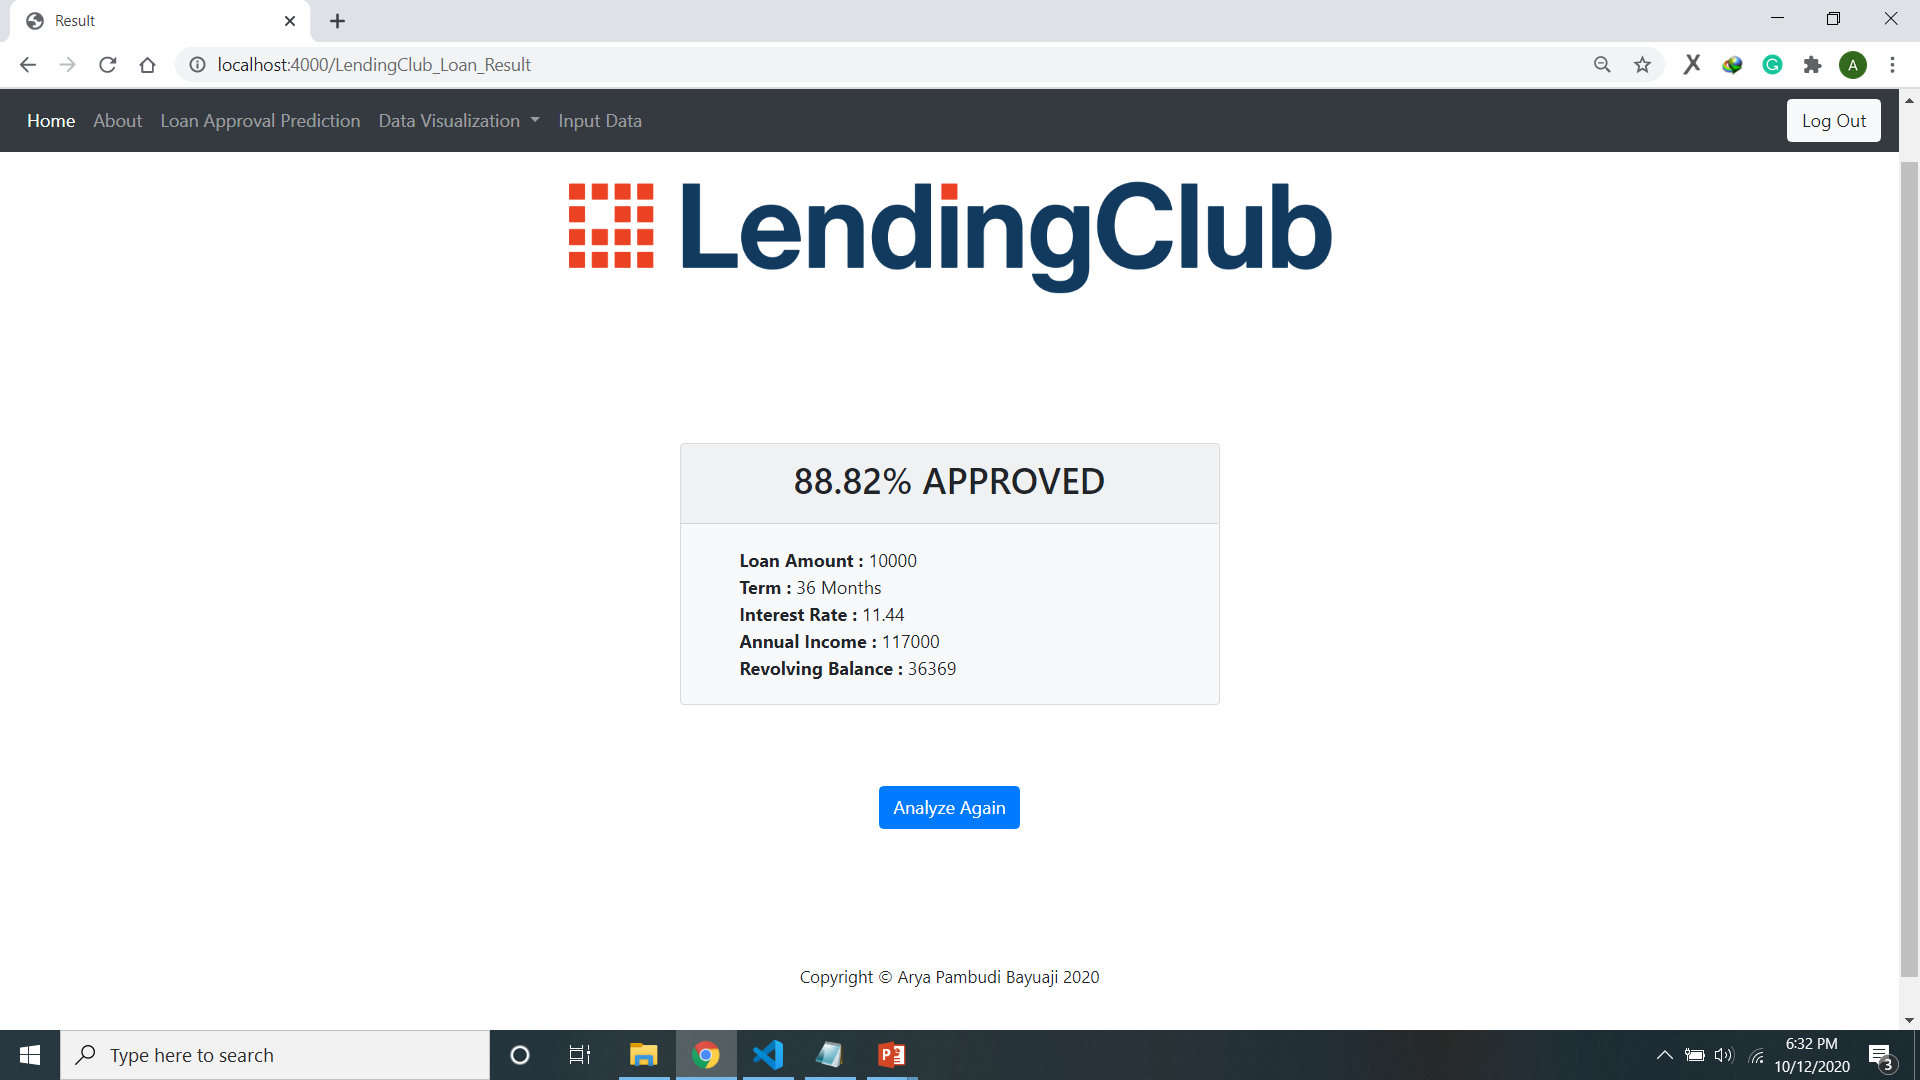 Result
localhost:4000/LendingClub_Loan_Result
A
Home About Loan Approval Prediction Data Visualization Input Data Log Out
LendingClub
88.82% APPROVED
Loan Amount : 10000
Term : 36 Months
Interest Rate : 11.44
Annual Income : 117000
Revolving Balance : 36369
Analyze Again
Copyright © Arya Pambudi Bayuaji 2020
Type here to search
6:32 PM
10/12/2020
3